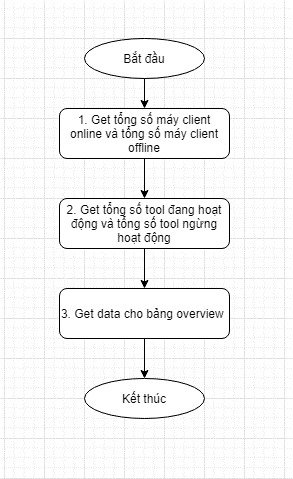 Bắt đầu
1. Get tổng số máy client
online và tổng số máy client
offline
2. Get tổng số tool đang hoạt
động và tổng số tool ngừng
hoạt động
3. Get data cho bảng overview
Kết thúc